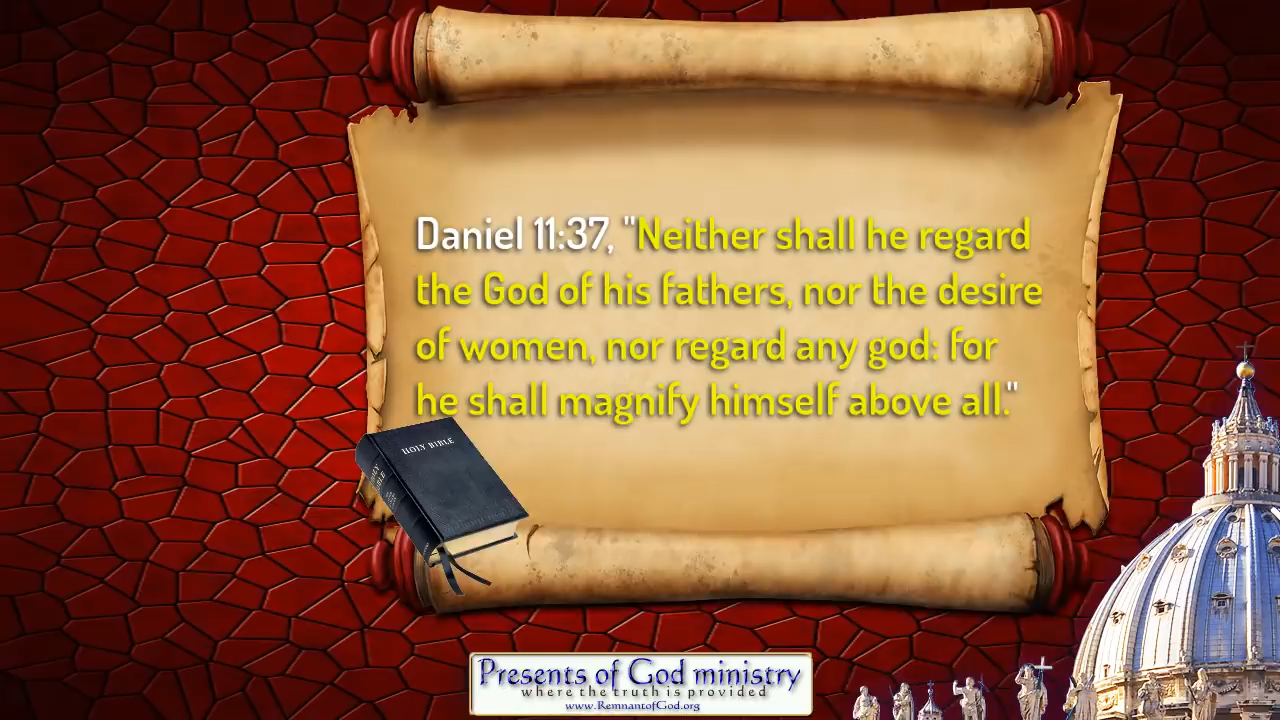 Daniel 11:37, "Neither shall he regard
the God of his fathers, nor the desire
of women, nor regard any god: for
he shall magnify himself above all."
HOLY BIBLE
Presents of God ministry
where the truth is provided
www.RemnantofGod.org